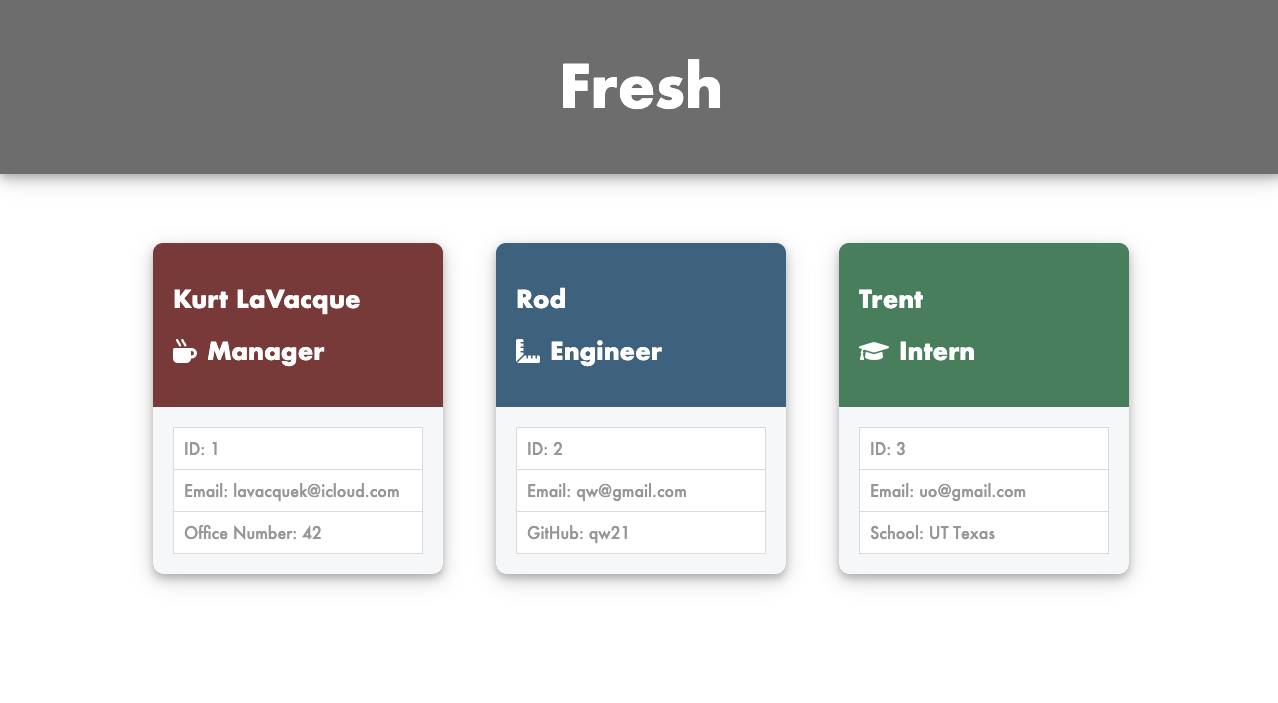 Fresh
Kurt LaVacque
Manager
ID: 1
Email: lavacquek@icloud.com
Office Number: 42
Rod
Engineer
ID: 2
Email: qw@gmail.com
GitHub: qw21
Trent
Intern
ID: 3
Email: uo@gmail.com
School: UT Texas